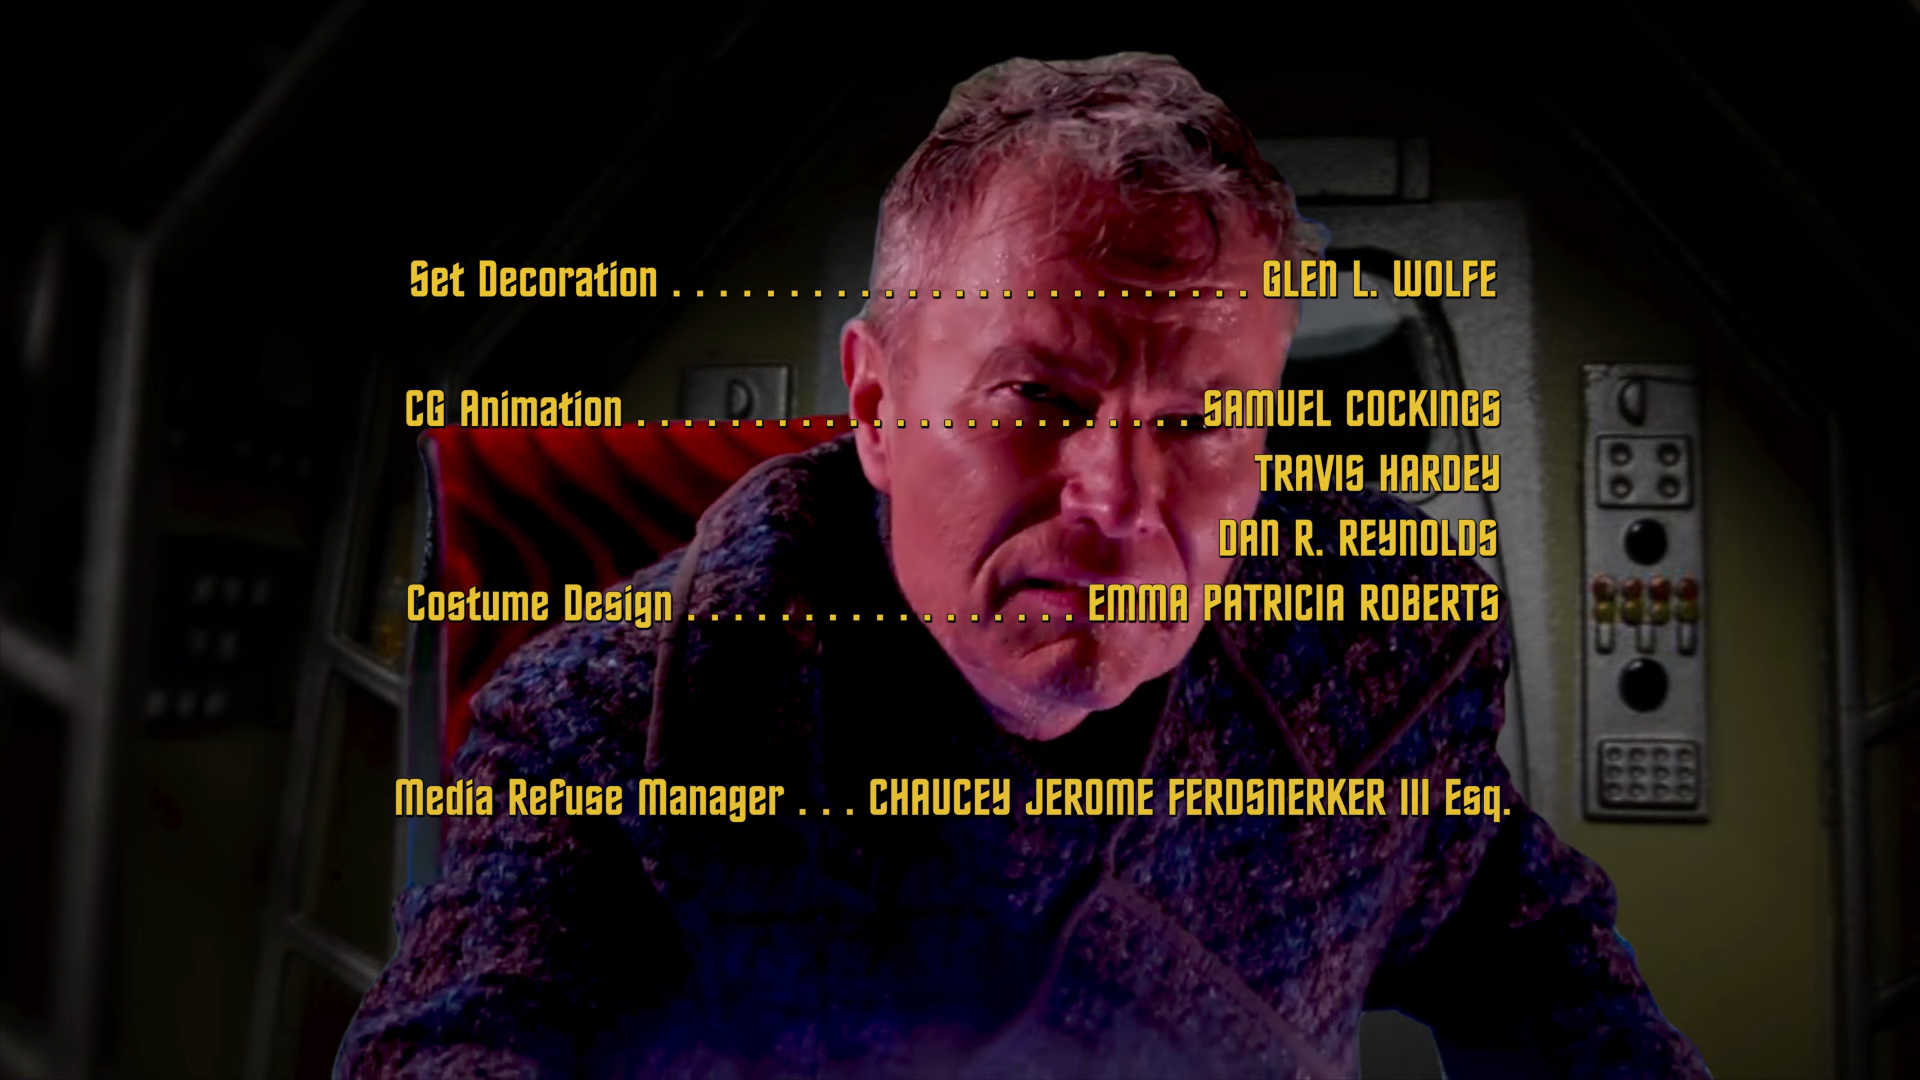 Set Decoration . . . . . . . . . . . . . . . . . . . . . . . . . GLEN L. WOLFE
CG Animation . . . . . . . . . . . . . . . . . . . . . . . . SAMUEL COCKINGS
TRAVIS HARDEY
DAN R. REYNOLDS
Costume Design . . . . . . . . . . . . . . . . . EMMA PATRICIA ROBERTS
Media Refuse Manager . . . CHAUCEY JEROME FERDSNERKER III Esq.